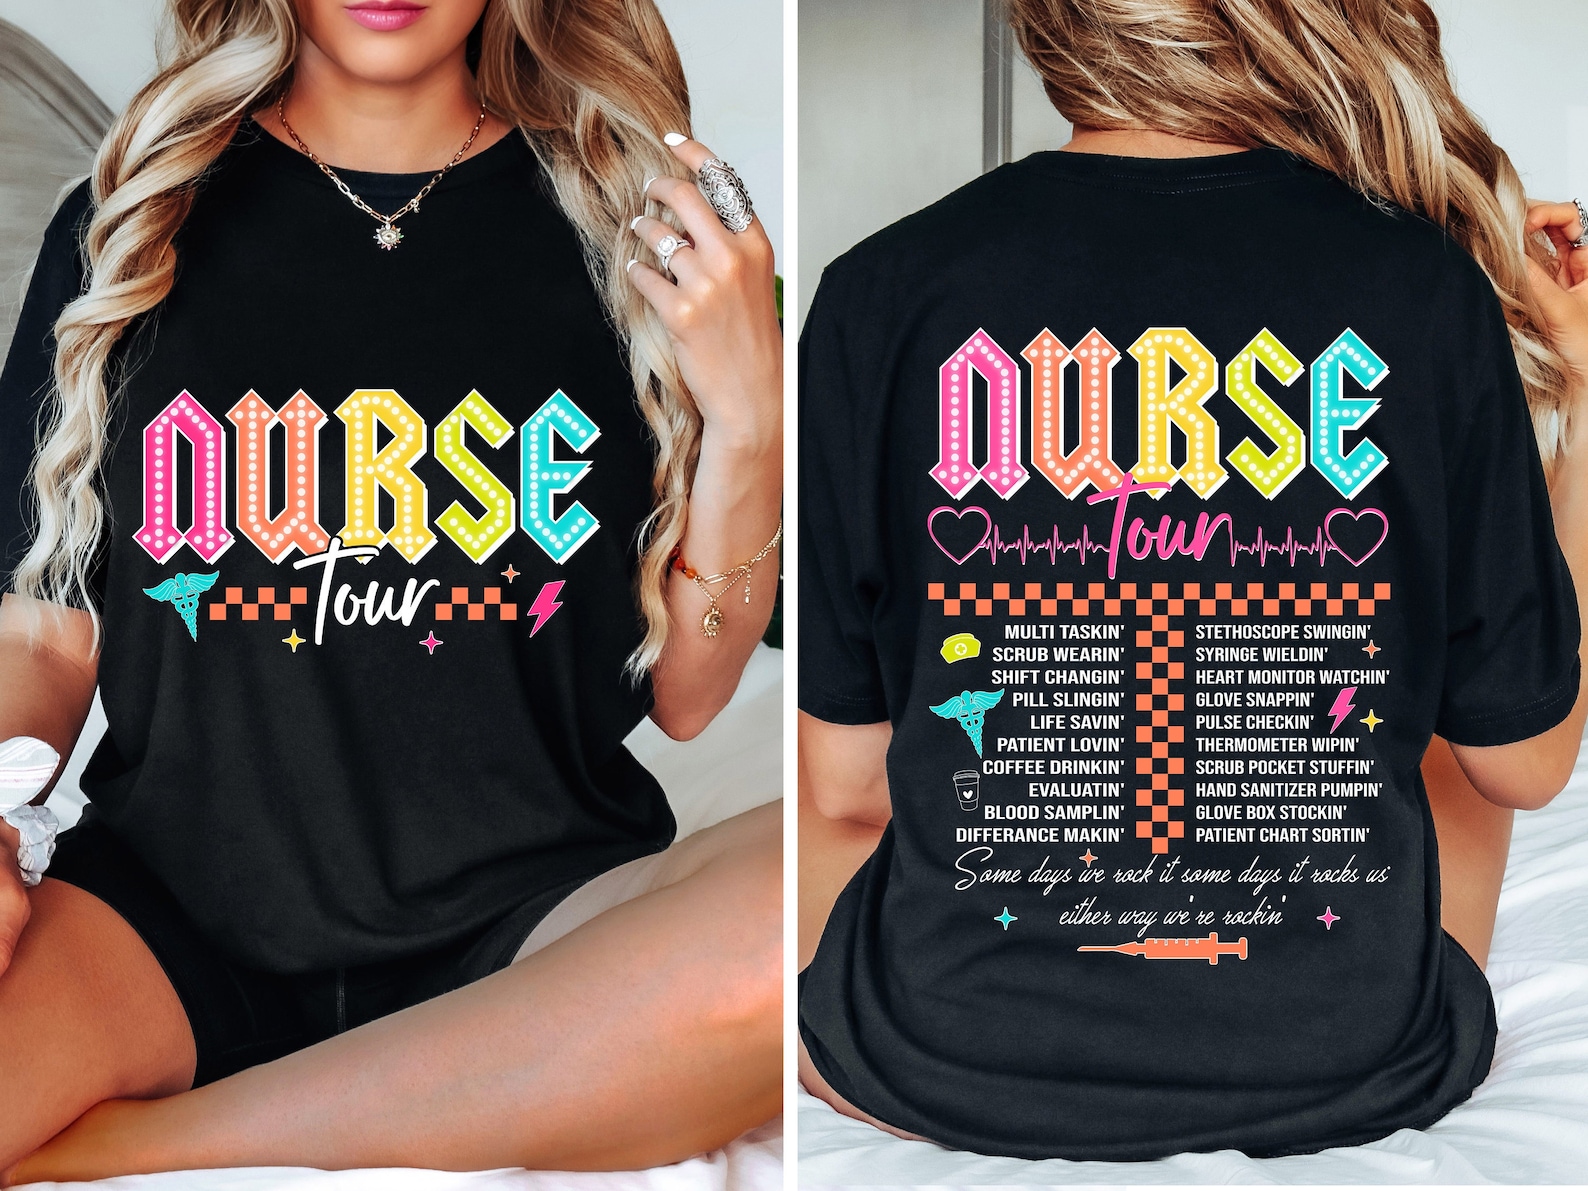 NURSE
Tour
NURSE
Tour
MULTI TASKIN'
SCRUB WEARIN'
SHIFT CHANGIN'
PILL SLINGIN'
LIFE SAVIN'
PATIENT LOVIN'
COFFEE DRINKIN'
EVALUATIN'
BLOOD SAMPLIN'
DIFFERANCE MAKIN'
STETHOSCOPE SWINGIN'
SYRINGE WIELDIN'
HEART MONITOR WATCHIN'
GLOVE SNAPPIN'
PULSE CHECKIN'
THERMOMETER WIPIN'
SCRUB POCKET STUFFIN'
HAND SANITIZER PUMPIN'
GLOVE BOX STOCKIN'
PATIENT CHART SORTIN'
Some days we rock it some days it rocks us
either way we're rockin'